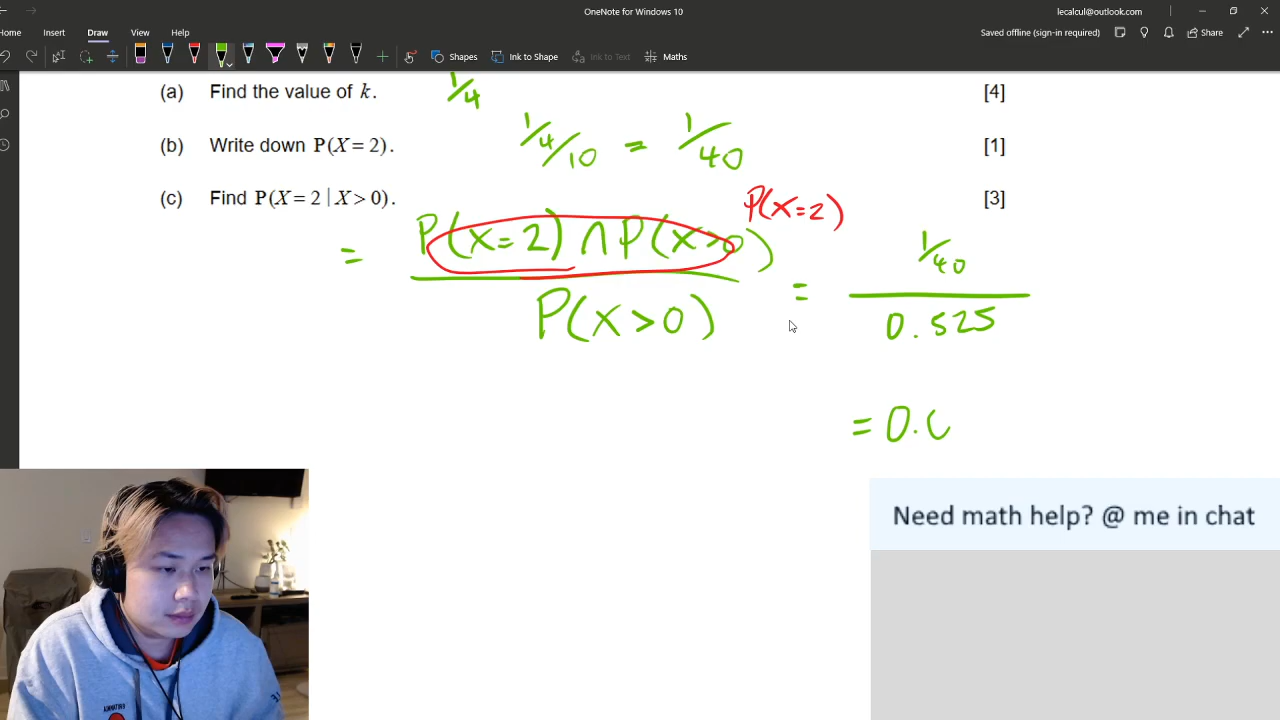 OneNote for Windows 10
lecalcul@outlook.com
Home Insert Draw View Help
Saved offline (sign-in required)
Share
Shapes Ink to Shape Ink to Text Maths
(a) Find the value of k. 1/4 [4]
(b) Write down P(X = 2). 1/4/10 = 1/40 [1]
(c) Find P(X = 2 | X > 0). [3]
P(X=2)
= P(X=2) ∩ P(X>0) = 1/40
P(X>0) 0.525
= 0.0
Need math help? @ me in chat